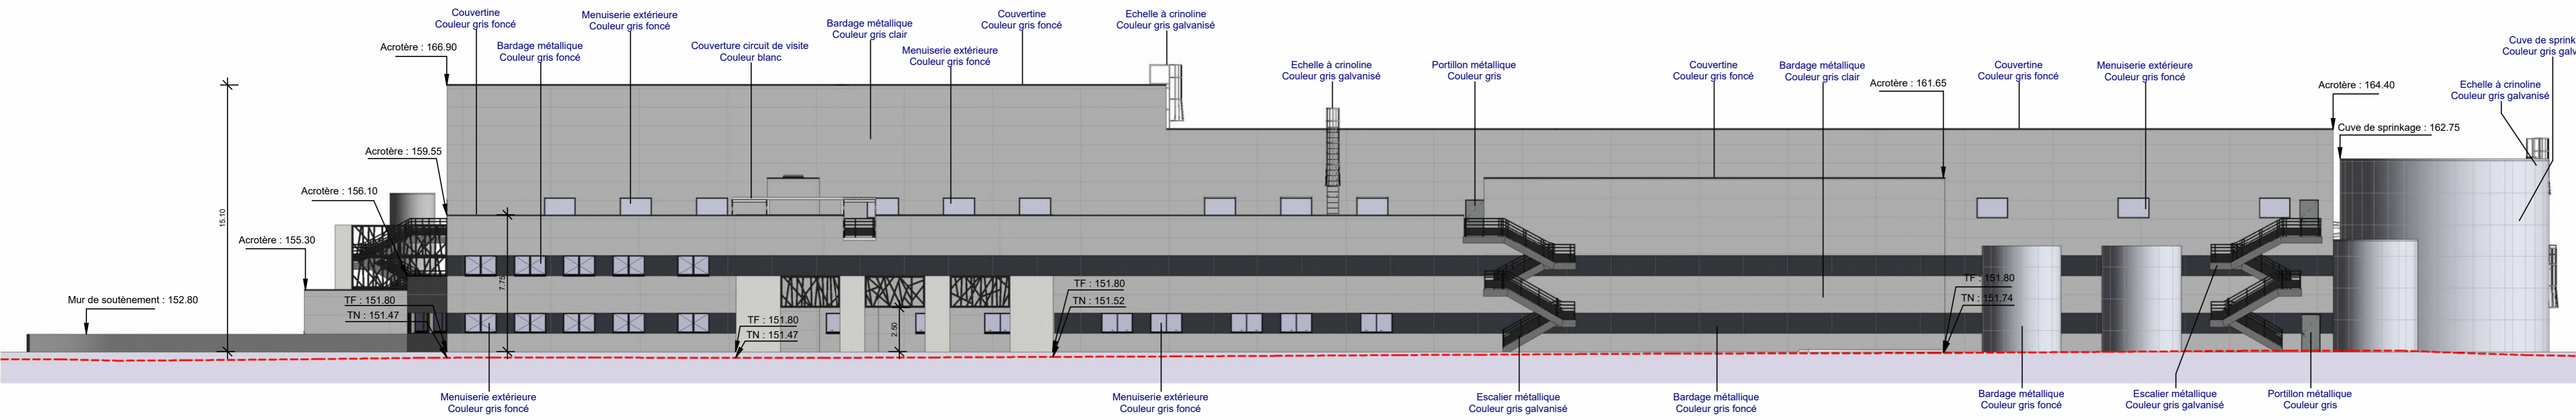 Couvertine
Couleur gris foncé
Menuiserie extérieure
Couleur gris foncé
Bardage métallique
Couleur gris clair
Couvertine
Couleur gris foncé
Echelle à crinoline
Couleur gris galvanisé
Acrotère : 166.90
Bardage métallique
Couleur gris foncé
Couverture circuit de visite
Couleur blanc
Menuiserie extérieure
Couleur gris foncé
Echelle à crinoline
Couleur gris galvanisé
Portillon métallique
Couleur gris
Couvertine
Couleur gris foncé
Bardage métallique
Couleur gris clair
Acrotère : 161.65
Couvertine
Couleur gris foncé
Menuiserie extérieure
Couleur gris foncé
Acrotère : 164.40
Cuve de sprink
Couleur gris galv
Echelle à crinoline
Couleur gris galvanisé
Cuve de sprinkage : 162.75
Acrotère : 159.55
Acrotère : 156.10
Acrotère : 155.30
Mur de soutènement : 152.80
15.10
7.75
2.50
TF : 151.80
TN : 151.47
TF : 151.80
TN : 151.47
TF : 151.80
TN : 151.52
TF : 151.80
TN : 151.74
Menuiserie extérieure
Couleur gris foncé
Menuiserie extérieure
Couleur gris foncé
Escalier métallique
Couleur gris galvanisé
Bardage métallique
Couleur gris foncé
Bardage métallique
Couleur gris foncé
Escalier métallique
Couleur gris galvanisé
Portillon métallique
Couleur gris